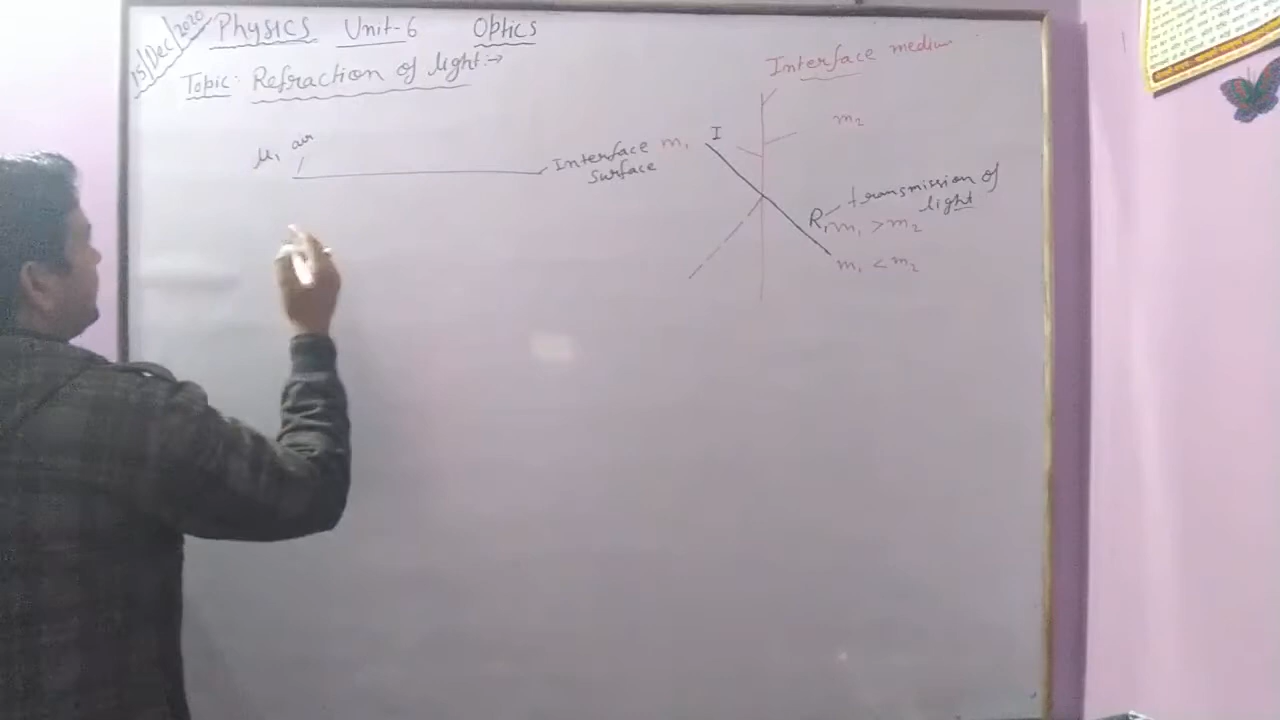 15/Dec/2020
Physics Unit-6 Optics
Topic: Refraction of light:→
Interface medium
μ₁ air
Interface surface
m₁ I
m₂
R₁
transmission of light
m₁ > m₂
m₁ < m₂